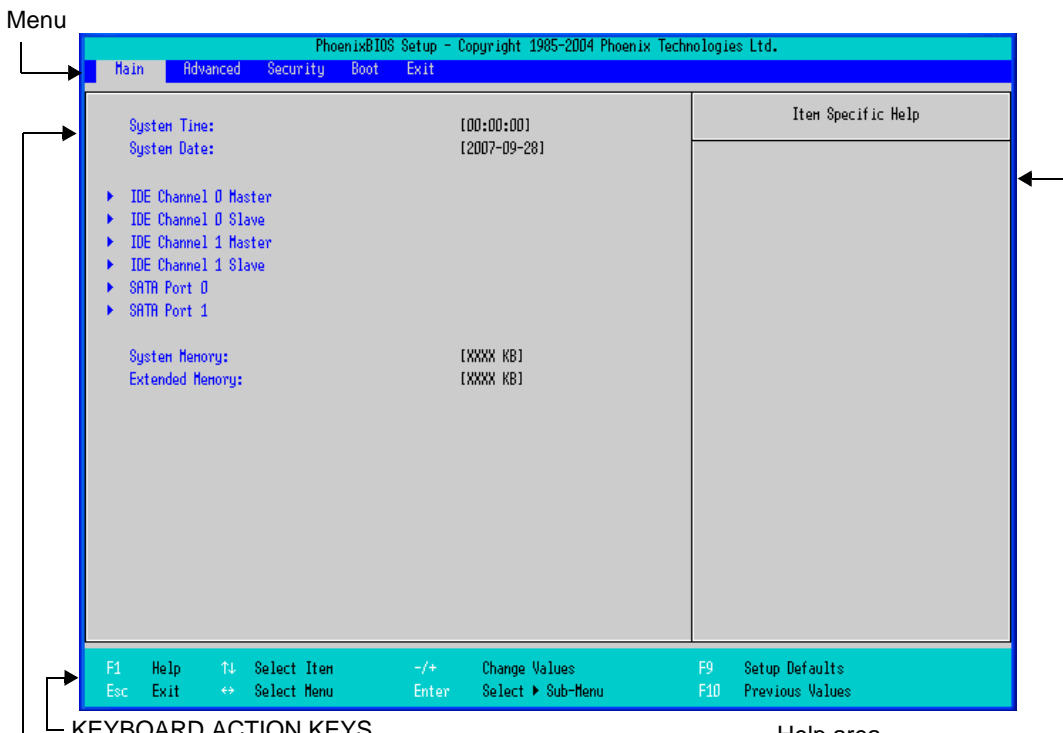 Menu
PhoenixBIOS Setup - Copyright 1985-2004 Phoenix Technologies Ltd.
Main Advanced Security Boot Exit
Item Specific Help
System Time: [00:00:00]
System Date: [2007-09-28]
IDE Channel 0 Master
IDE Channel 0 Slave
IDE Channel 1 Master
IDE Channel 1 Slave
SATA Port 0
SATA Port 1
System Memory: [XXXX KB]
Extended Memory: [XXXX KB]
F1 Help ↑↓ Select Item -/+ Change Values F9 Setup Defaults
Esc Exit ↔ Select Menu Enter Select ▶ Sub-Menu F10 Previous Values
KEYBOARD ACTION KEYS
Help area